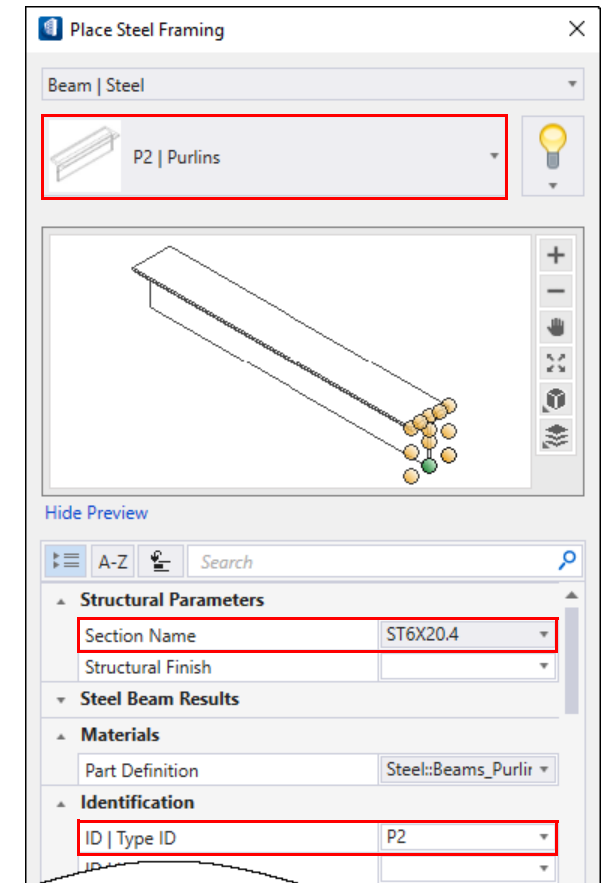 Place Steel Framing
Beam | Steel
P2 | Purlins
Hide Preview
A-Z Search
Structural Parameters
Section Name ST6X20.4
Structural Finish
Steel Beam Results
Materials
Part Definition Steel::Beams_Purlir
Identification
ID | Type ID P2